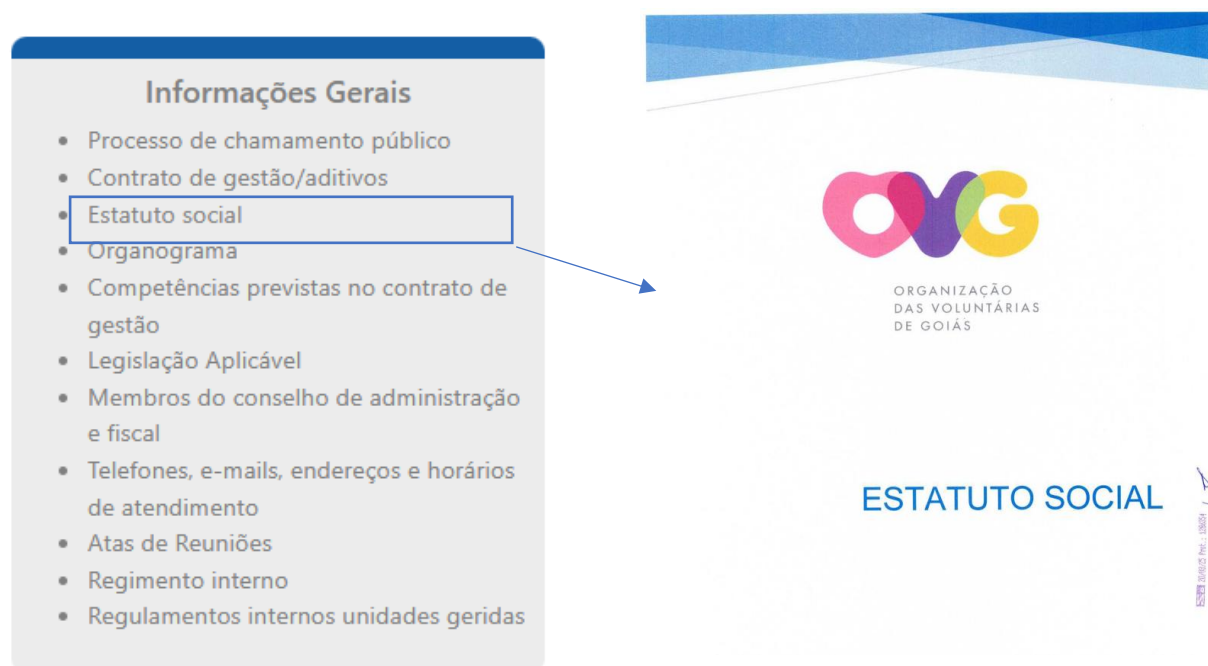 Informações Gerais
Processo de chamamento público
Contrato de gestão/aditivos
Estatuto social
Organograma
Competências previstas no contrato de
gestão
Legislação Aplicável
Membros do conselho de administração
e fiscal
Telefones, e-mails, endereços e horários
de atendimento
Atas de Reuniões
Regimento interno
Regulamentos internos unidades geridas
OVG
ORGANIZAÇÃO
DAS VOLUNTÁRIAS
DE GOIÁS
ESTATUTO SOCIAL